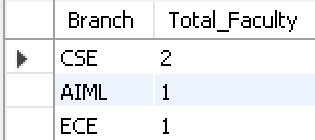 Branch Total_Faculty
CSE 2
AIML 1
ECE 1